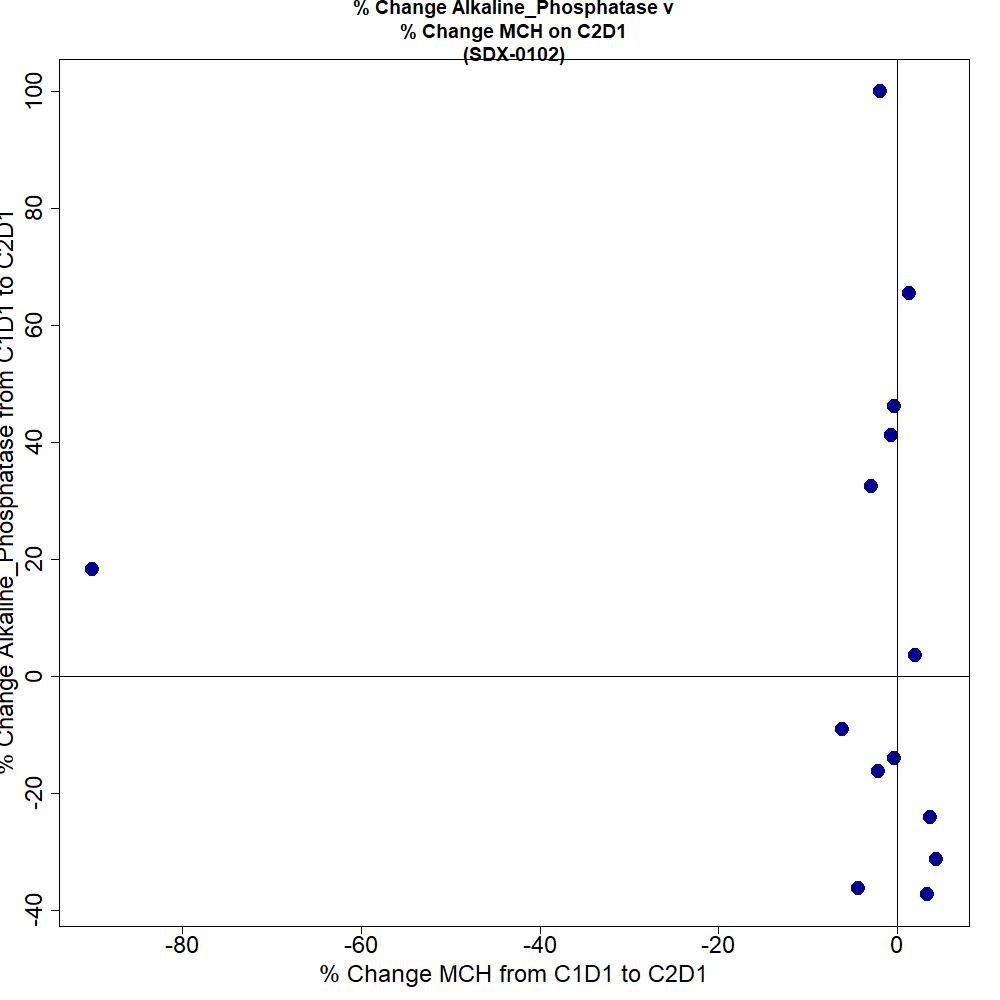 % Change Alkaline_Phosphatase v
% Change MCH on C2D1
(SDX-0102)
% Change Alkaline_Phosphatase from C1D1 to C2D1
100
80
60
40
20
0
-20
-40
-80
-60
-40
-20
0
% Change MCH from C1D1 to C2D1